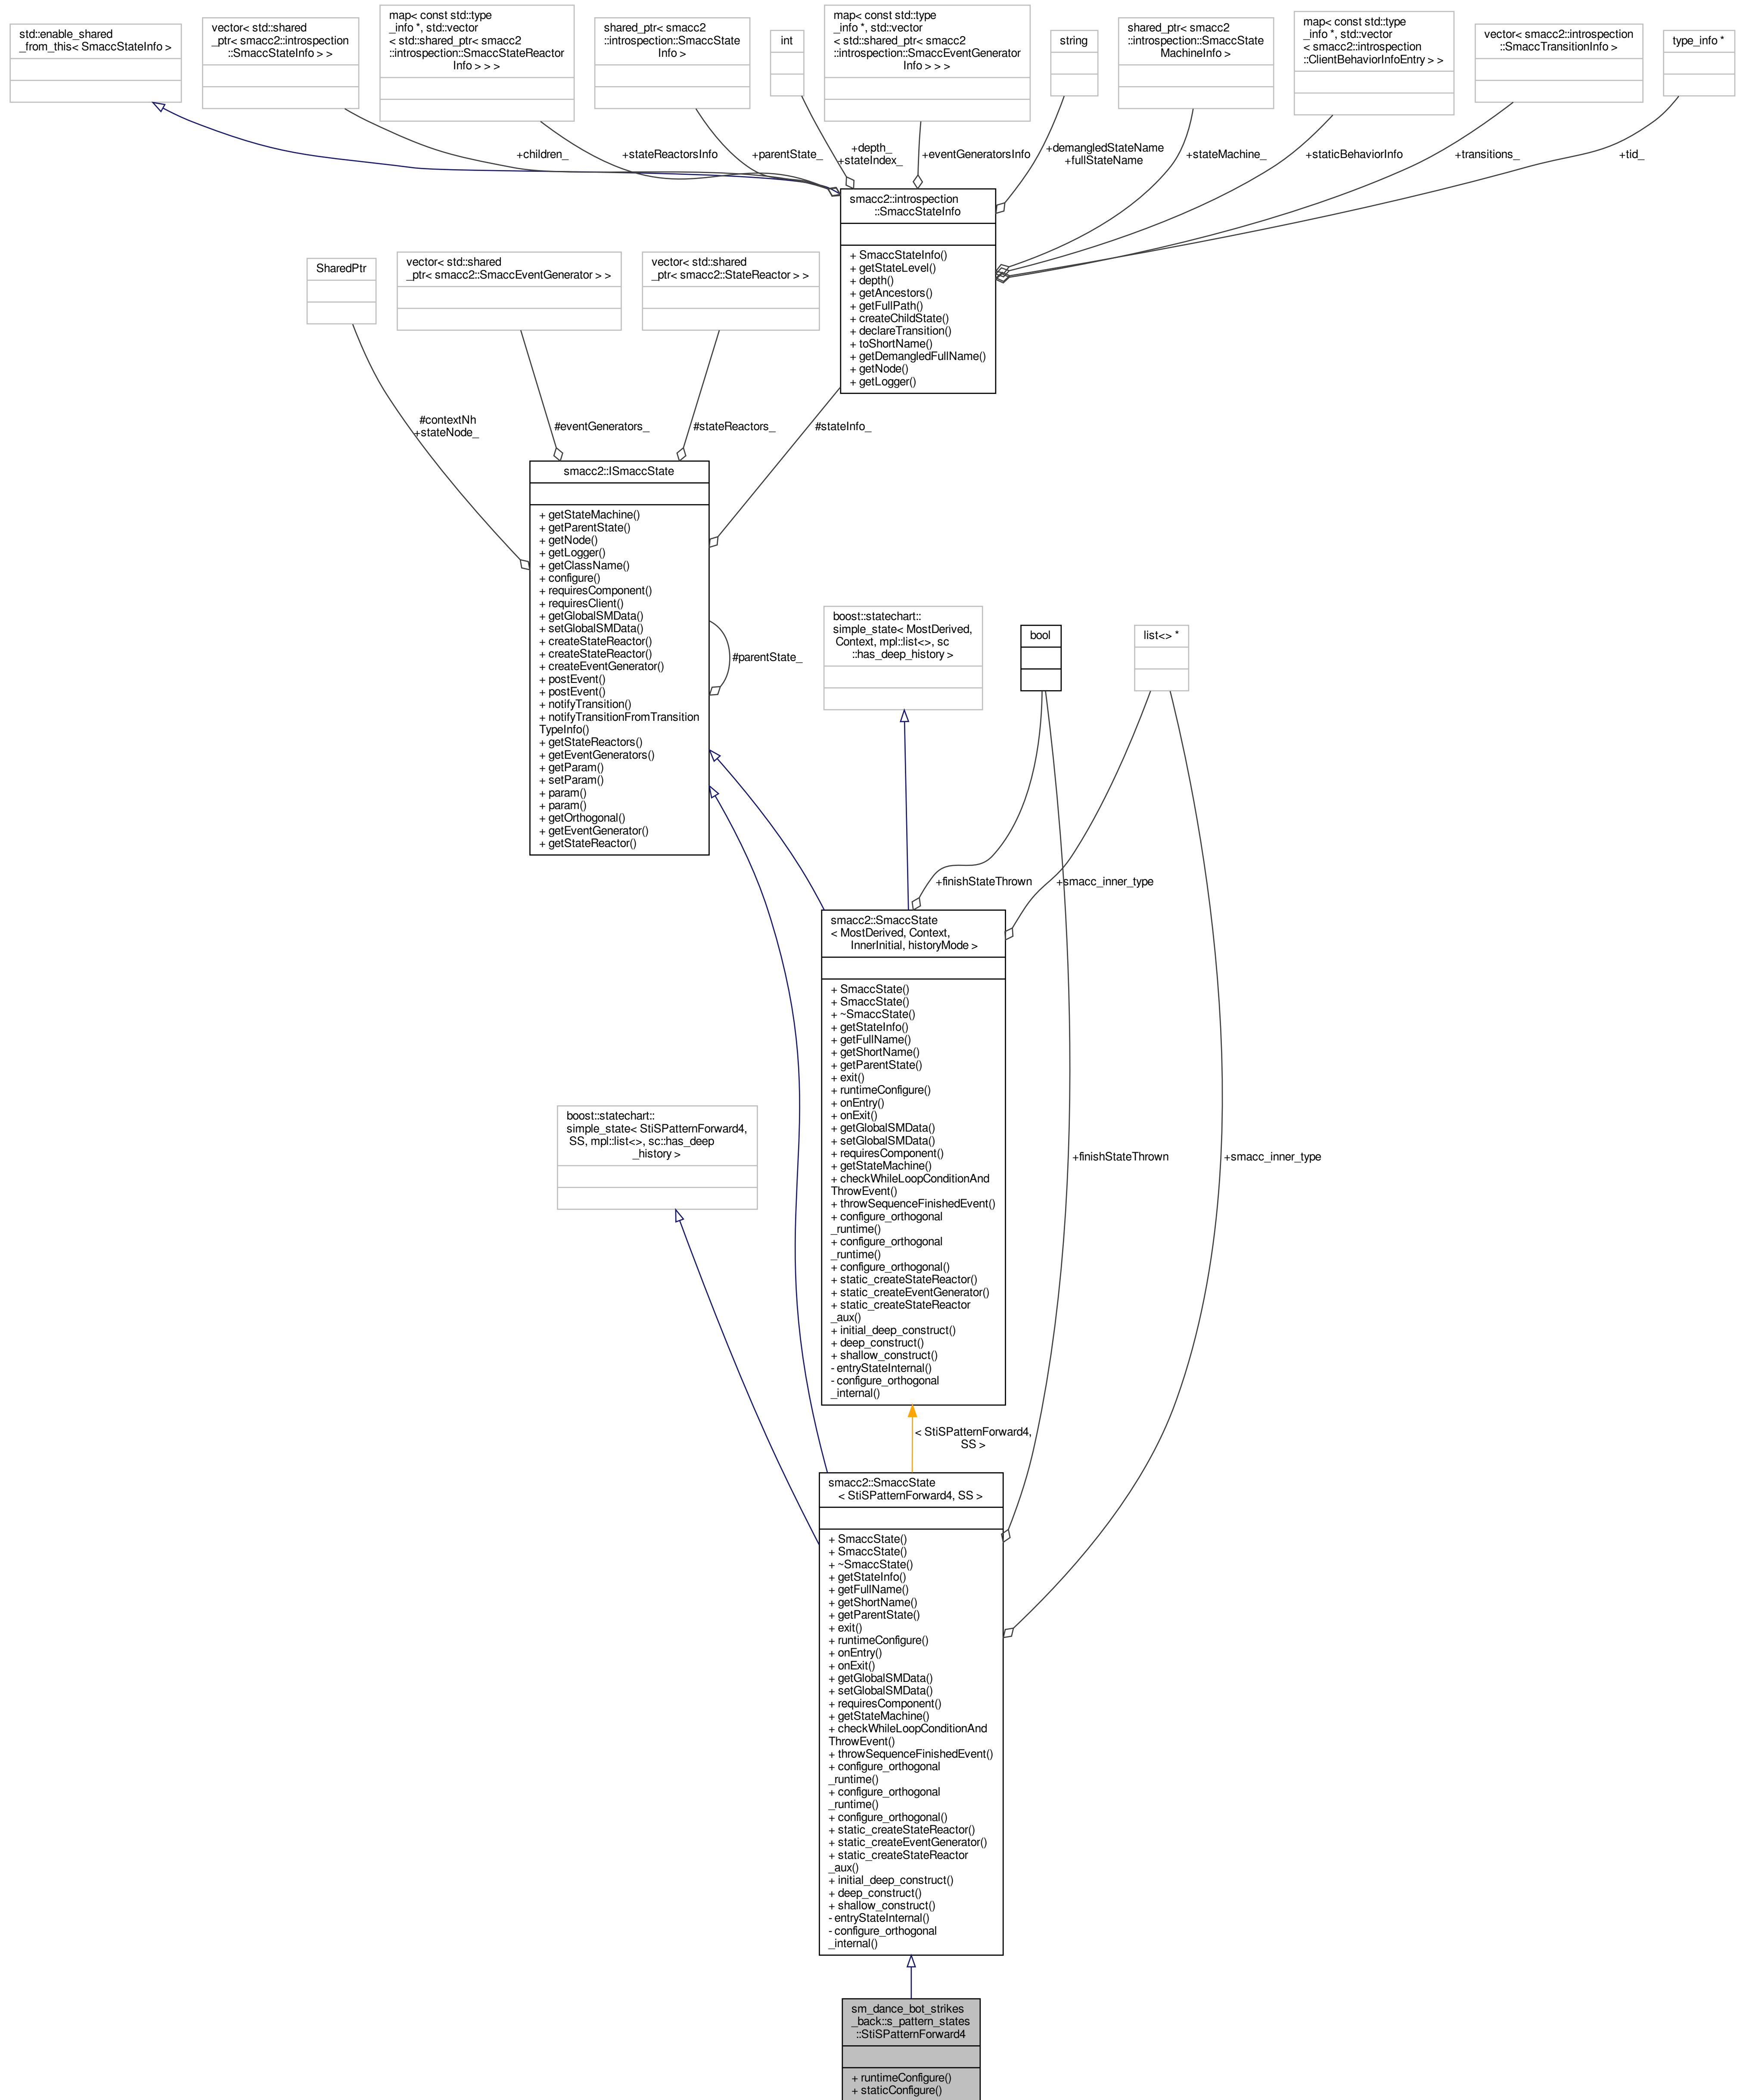 std::enable_shared
_from_this< SmaccStateInfo >
vector< std::shared
_ptr< smacc2::introspection
::SmaccStateInfo > >
map< const std::type
_info *, std::vector
< std::shared_ptr< smacc2
::introspection::SmaccStateReactor
Info > > >
shared_ptr< smacc2
::introspection::SmaccState
Info >
int
map< const std::type
_info *, std::vector
< std::shared_ptr< smacc2
::introspection::SmaccEventGenerator
Info > > >
string
shared_ptr< smacc2
::introspection::SmaccState
MachineInfo >
map< const std::type
_info *, std::vector
< smacc2::introspection
::ClientBehaviorInfoEntry > >
vector< smacc2::introspection
::SmaccTransitionInfo >
type_info *
+children_
+stateReactorsInfo
+parentState_
+depth_
+stateIndex_
+eventGeneratorsInfo
+demangledStateName
+fullStateName
+stateMachine_
+staticBehaviorInfo
+transitions_
+tid_
smacc2::introspection
::SmaccStateInfo
+ SmaccStateInfo()
+ getStateLevel()
+ depth()
+ getAncestors()
+ getFullPath()
+ createChildState()
+ declareTransition()
+ toShortName()
+ getDemangledFullName()
+ getNode()
+ getLogger()
SharedPtr
vector< std::shared
_ptr< smacc2::SmaccEventGenerator > >
vector< std::shared
_ptr< smacc2::StateReactor > >
#contextNh
+stateNode_
#eventGenerators_
#stateReactors_
#stateInfo_
smacc2::ISmaccState
+ getStateMachine()
+ getParentState()
+ getNode()
+ getLogger()
+ getClassName()
+ configure()
+ requiresComponent()
+ requiresClient()
+ getGlobalSMData()
+ setGlobalSMData()
+ createStateReactor()
+ createStateReactor()
+ createEventGenerator()
+ postEvent()
+ postEvent()
+ notifyTransition()
+ notifyTransitionFromTransition
TypeInfo()
+ getStateReactors()
+ getEventGenerators()
+ getParam()
+ setParam()
+ param()
+ param()
+ getOrthogonal()
+ getEventGenerator()
+ getStateReactor()
#parentState_
boost::statechart::
simple_state< MostDerived,
Context, mpl::list<>, sc
::has_deep_history >
bool
list<> *
+finishStateThrown
+smacc_inner_type
smacc2::SmaccState
< MostDerived, Context,
InnerInitial, historyMode >
+ SmaccState()
+ SmaccState()
+ ~SmaccState()
+ getStateInfo()
+ getFullName()
+ getShortName()
+ getParentState()
+ exit()
+ runtimeConfigure()
+ onEntry()
+ onExit()
+ getGlobalSMData()
+ setGlobalSMData()
+ requiresComponent()
+ getStateMachine()
+ checkWhileLoopConditionAnd
ThrowEvent()
+ throwSequenceFinishedEvent()
+ configure_orthogonal
_runtime()
+ configure_orthogonal
_runtime()
+ configure_orthogonal()
+ static_createStateReactor()
+ static_createEventGenerator()
+ static_createStateReactor
_aux()
+ initial_deep_construct()
+ deep_construct()
+ shallow_construct()
- entryStateInternal()
- configure_orthogonal
_internal()
boost::statechart::
simple_state< StiSPatternForward4,
SS, mpl::list<>, sc::has_deep
_history >
+finishStateThrown
+smacc_inner_type
< StiSPatternForward4,
SS >
smacc2::SmaccState
< StiSPatternForward4, SS >
+ SmaccState()
+ SmaccState()
+ ~SmaccState()
+ getStateInfo()
+ getFullName()
+ getShortName()
+ getParentState()
+ exit()
+ runtimeConfigure()
+ onEntry()
+ onExit()
+ getGlobalSMData()
+ setGlobalSMData()
+ requiresComponent()
+ getStateMachine()
+ checkWhileLoopConditionAnd
ThrowEvent()
+ throwSequenceFinishedEvent()
+ configure_orthogonal
_runtime()
+ configure_orthogonal
_runtime()
+ configure_orthogonal()
+ static_createStateReactor()
+ static_createEventGenerator()
+ static_createStateReactor
_aux()
+ initial_deep_construct()
+ deep_construct()
+ shallow_construct()
- entryStateInternal()
- configure_orthogonal
_internal()
sm_dance_bot_strikes
_back::s_pattern_states
::StiSPatternForward4
+ runtimeConfigure()
+ staticConfigure()